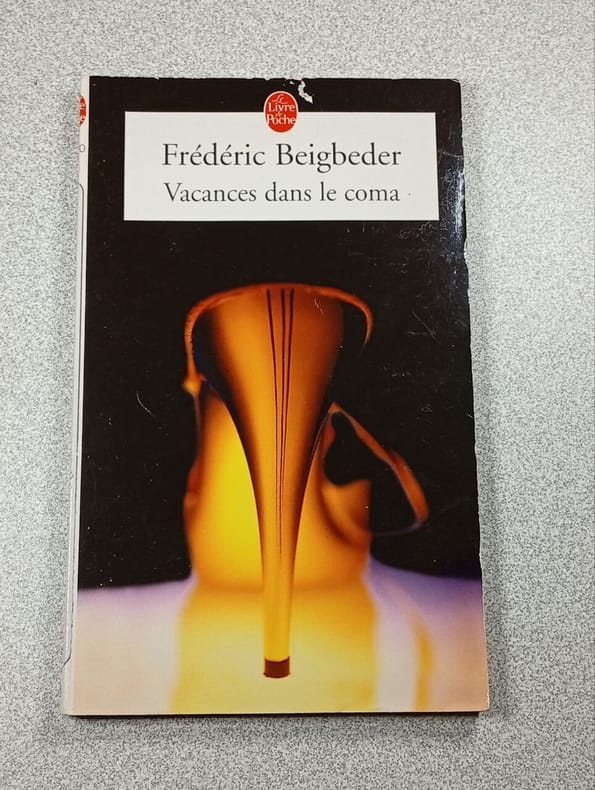 Le
Livre
de
Poche
Frédéric Beigbeder
Vacances dans le coma